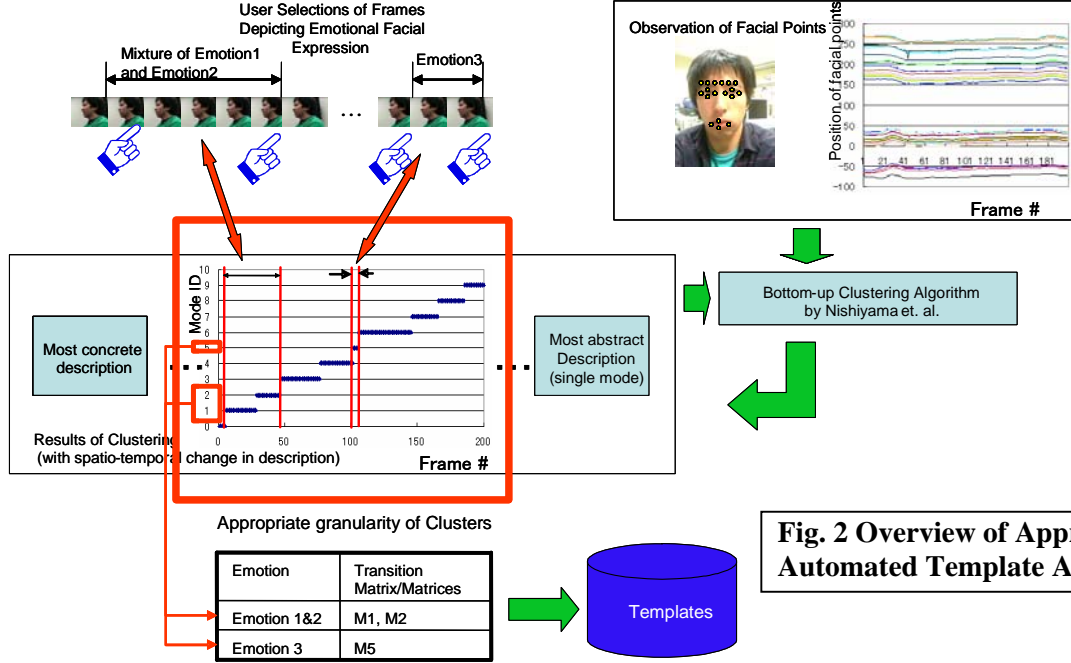 User Selections of Frames
Depicting Emotional Facial
Expression
Mixture of Emotion1
and Emotion2
Emotion3
...
Observation of Facial Points
Position of facial points
300
250
200
150
100
50
0
-50
-100
1 21 41 61 81 101 121 141 161 181
Frame #
Bottom-up Clustering Algorithm
by Nishiyama et. al.
Most concrete
description
Mode ID
10
9
8
7
6
5
4
3
2
1
0
0 50 100 150 200
Frame #
Most abstract
Description
(single mode)
Results of Clustering
(with spatio-temporal change in description)
Appropriate granularity of Clusters
Emotion Transition
Matrix/Matrices
Emotion 1&2 M1, M2
Emotion 3 M5
Templates
Fig. 2 Overview of Appr
Automated Template A